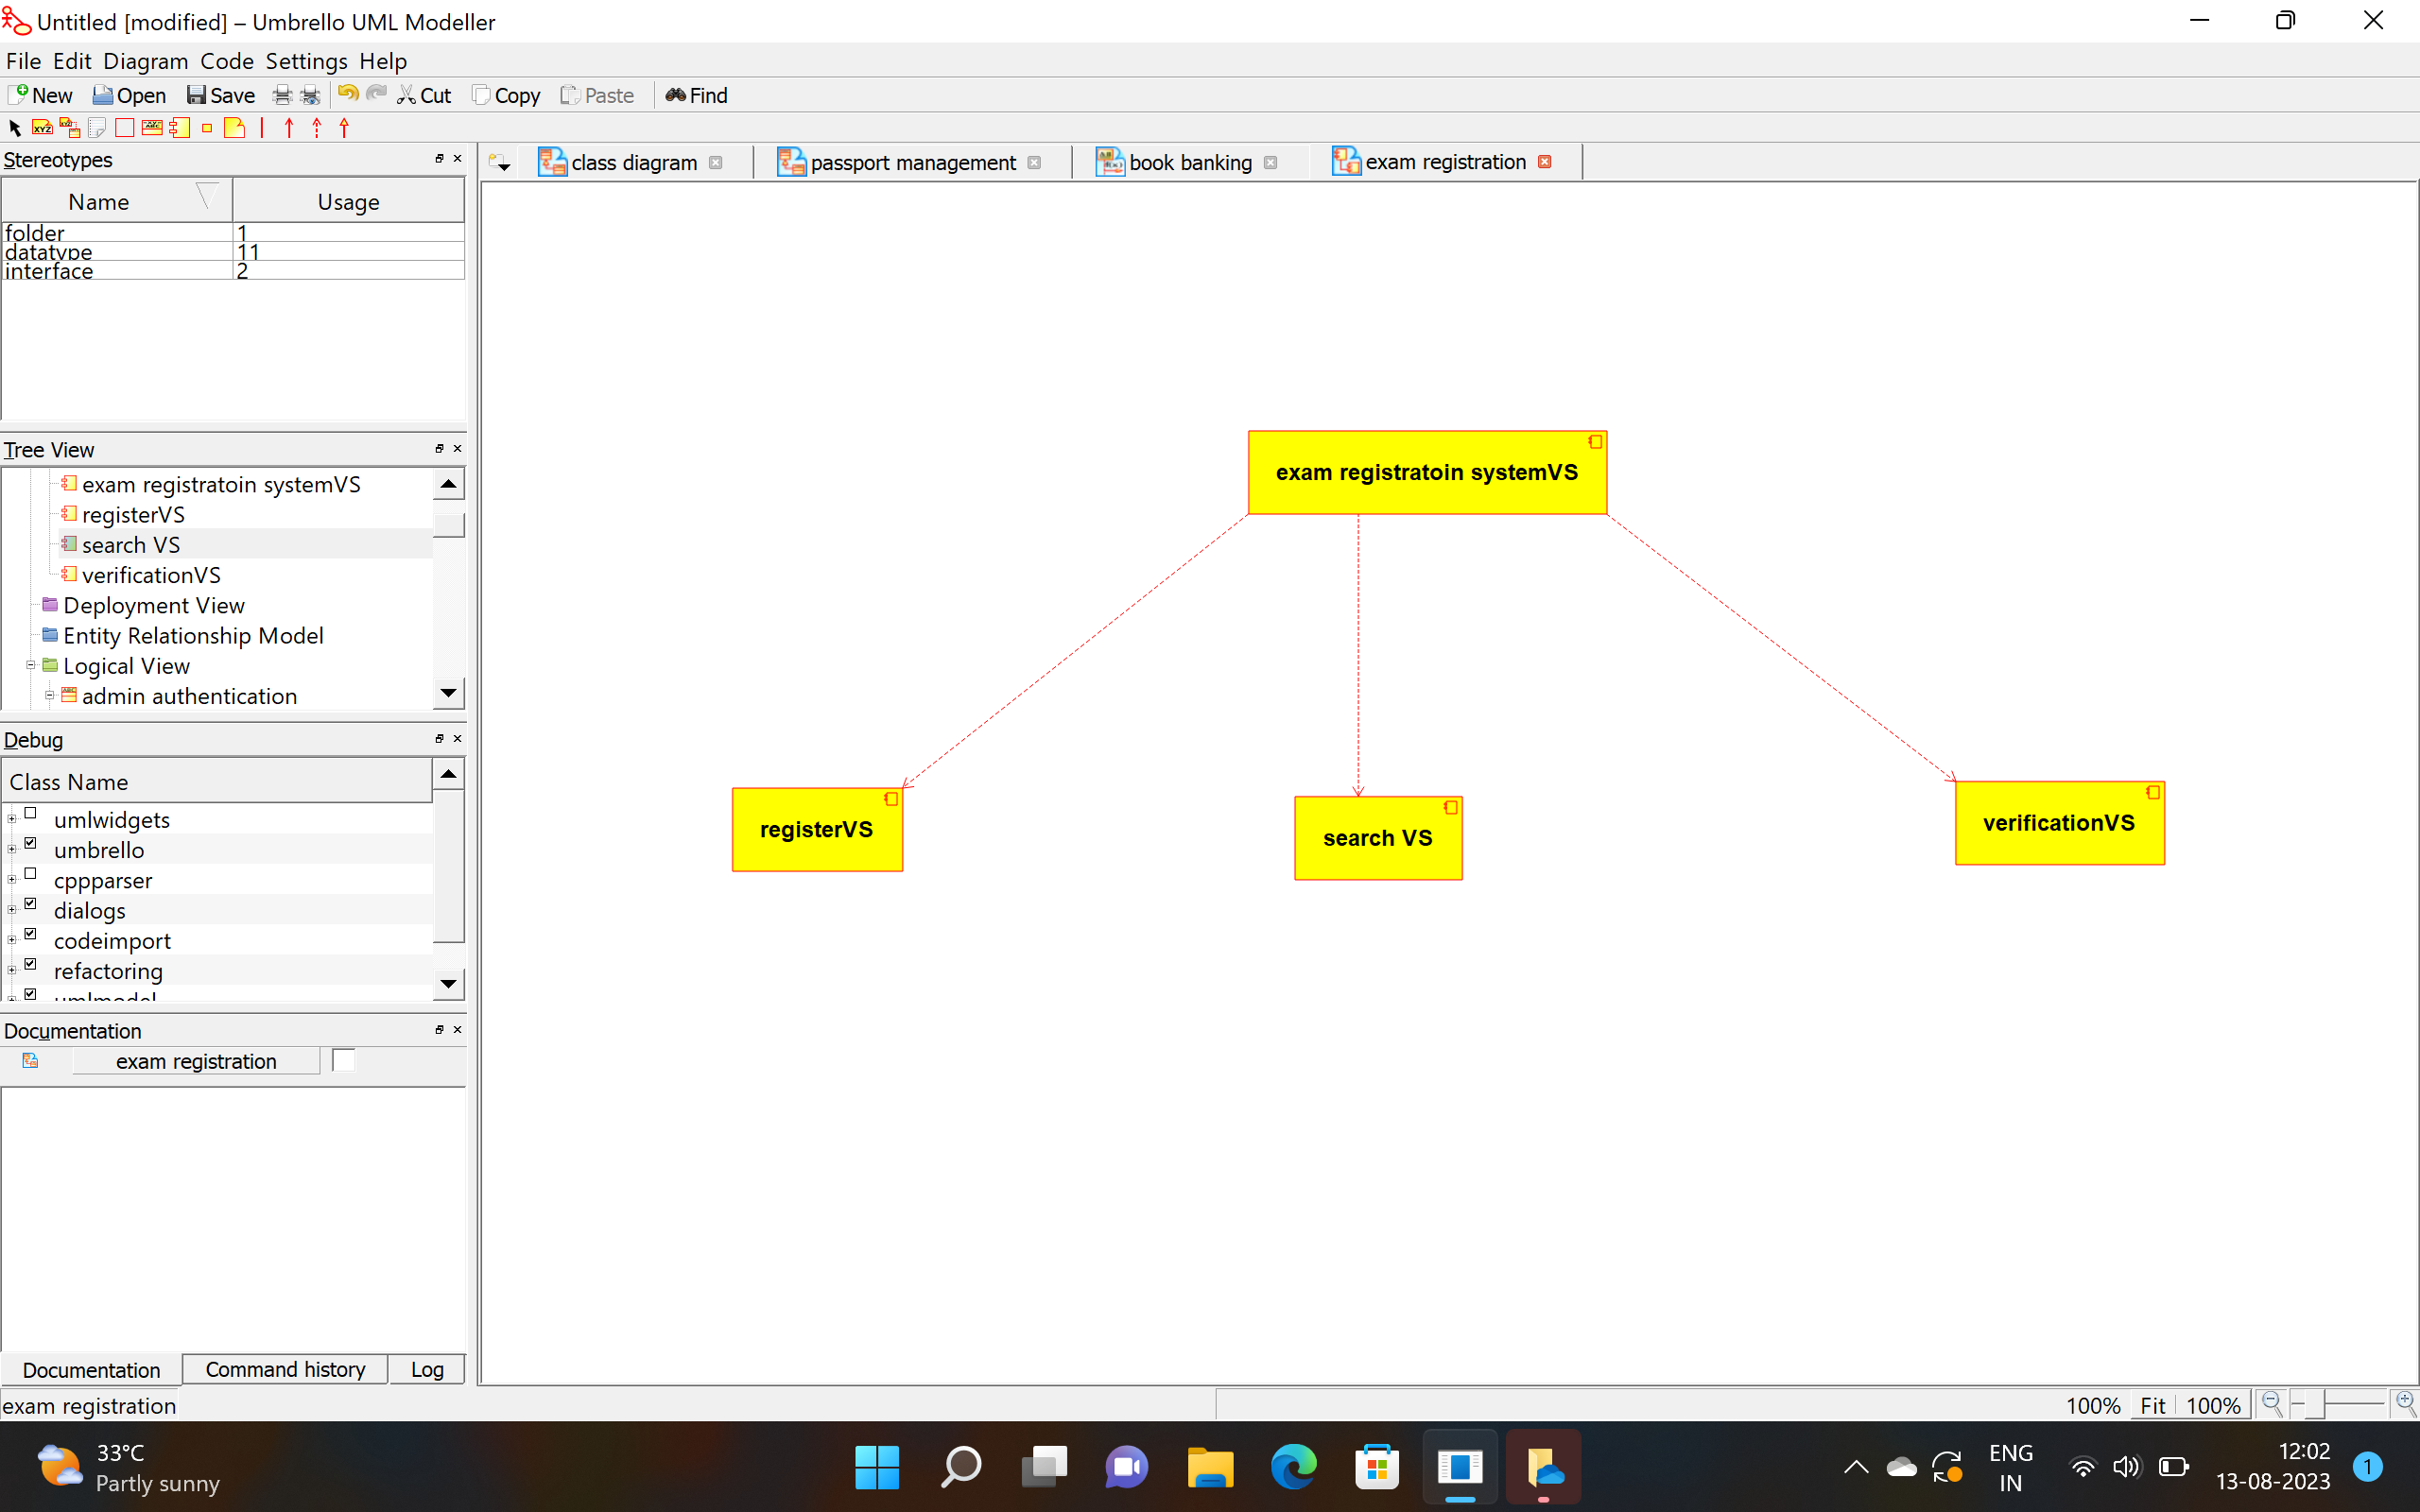 Untitled [modified] – Umbrello UML Modeller
File Edit Diagram Code Settings Help
New Open Save Cut Copy Paste Find
XYZ
Stereotypes
class diagram passport management book banking exam registration
Name Usage
folder 1
datatype 11
interface 2
Tree View
exam registratoin systemVS
registerVS
search VS
verificationVS
Deployment View
Entity Relationship Model
Logical View
admin authentication
exam registratoin systemVS
registerVS
search VS
verificationVS
Debug
Class Name
umlwidgets
umbrello
cppparser
dialogs
codeimport
refactoring
umlmodel
Documentation
exam registration
Documentation Command history Log
exam registration
100% Fit 100%
33°C
Partly sunny
ENG
IN
12:02
13-08-2023
1